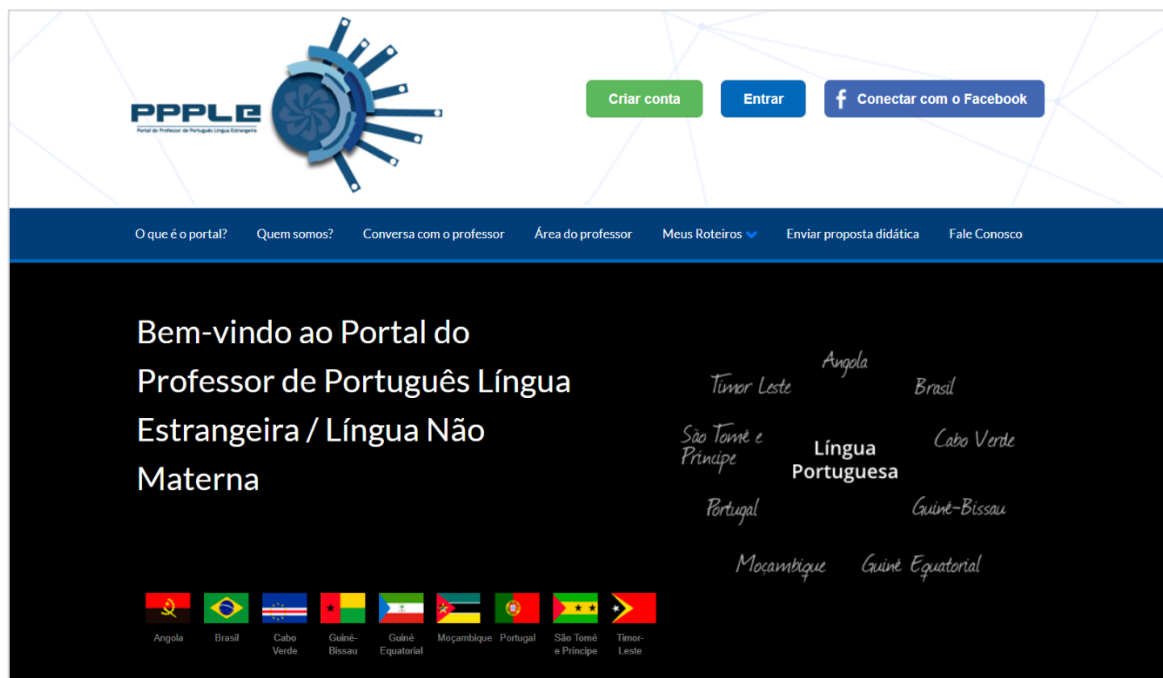 PPPLE
Portal do Professor de Português Língua Estrangeira
Criar conta
Entrar
f Conectar com o Facebook
O que é o portal?
Quem somos?
Conversa com o professor
Área do professor
Meus Roteiros
Enviar proposta didática
Fale Conosco
Bem-vindo ao Portal do
Professor de Português Língua
Estrangeira / Língua Não
Materna
Angola
Timor Leste
Brasil
São Tomé e
Príncipe
Língua
Portuguesa
Cabo Verde
Portugal
Guiné-Bissau
Moçambique
Guiné Equatorial
Angola
Brasil
Cabo
Verde
Guiné-
Bissau
Guiné
Equatorial
Moçambique
Portugal
São Tomé
e Príncipe
Timor-
Leste